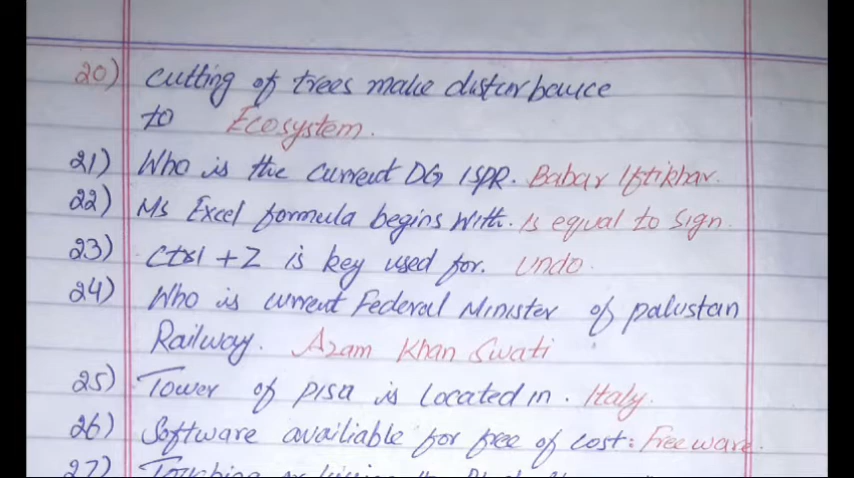 20) cutting of trees make disturbance
to Ecosystem.
21) Who is the current DG ISPR. Babar Iftikhar.
22) Ms Excel formula begins with. is equal to sign.
23) Ctrl + Z is key used for. undo.
24) Who is current Federal Minister of pakistan
Railway. Azam Khan Swati
25) Tower of pisa is located in. Italy.
26) Software availiable for free of cost: Freeware.
27)